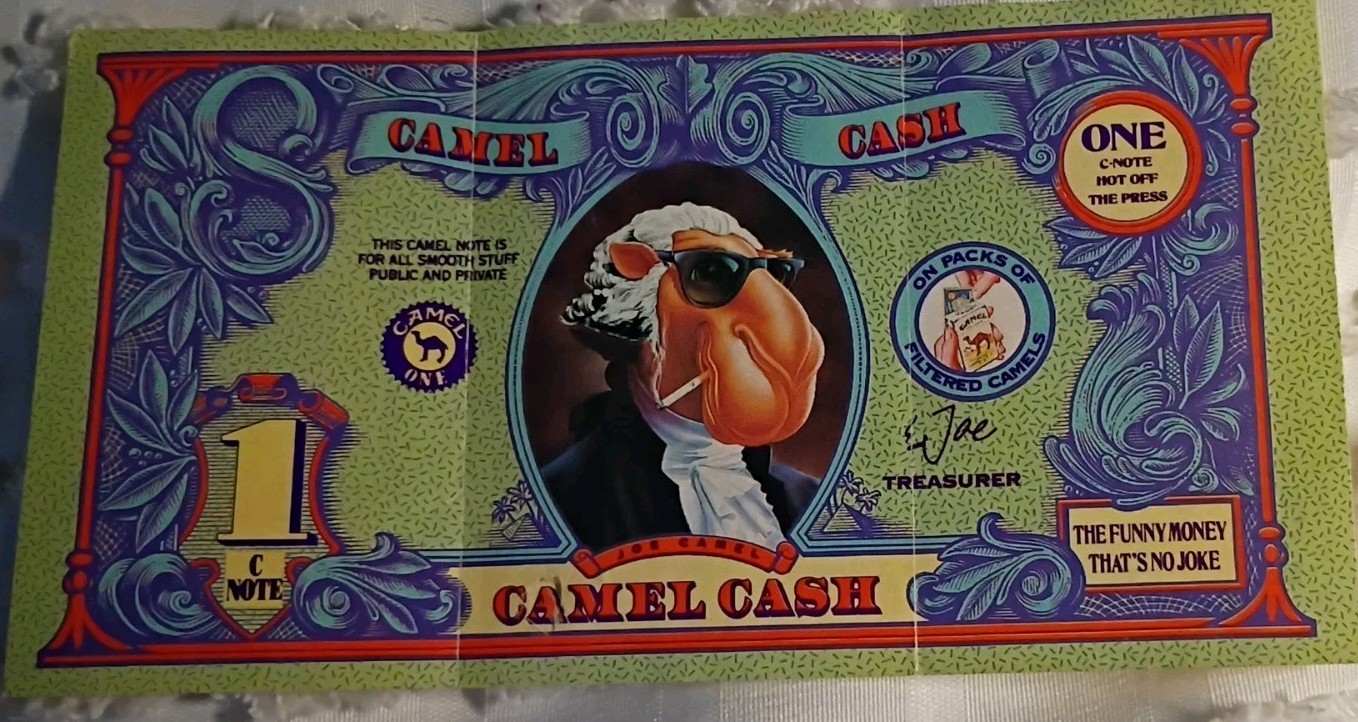 CAMEL
CASH
ONE
C-NOTE
HOT OFF
THE PRESS
THIS CAMEL NOTE IS
FOR ALL SMOOTH STUFF
PUBLIC AND PRIVATE
CAMEL
ONE
ON PACKS OF
CAMEL
FILTERED CAMELS
Joe
TREASURER
1
C
NOTE
JOE CAMEL
CAMEL CASH
THE FUNNY MONEY
THAT'S NO JOKE